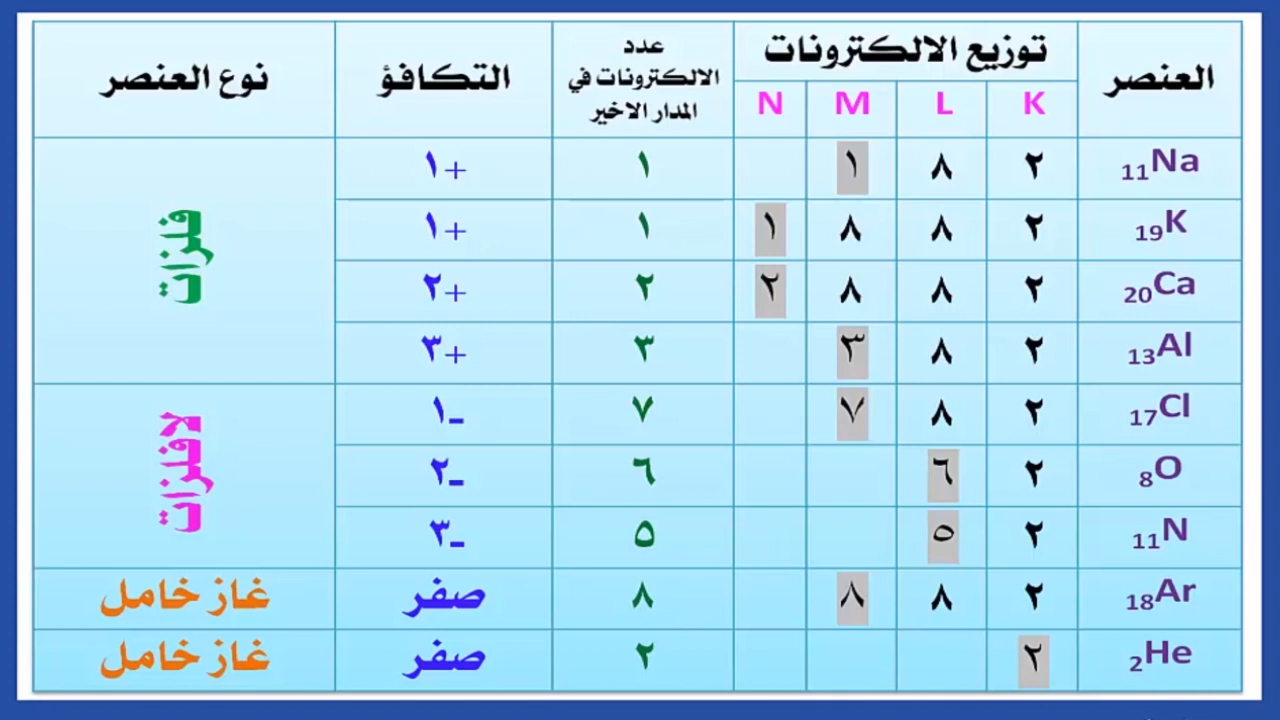 العنصر توزيع الالكترونات عدد الالكترونات في المدار الاخير التكافؤ نوع العنصر
K L M N
₁₁Na ٢ ٨ ١ ١ +١ فلزات
₁₉K ٢ ٨ ٨ ١ ١ +١
₂₀Ca ٢ ٨ ٨ ٢ ٢ +٢
₁₃Al ٢ ٨ ٣ ٣ +٣
₁₇Cl ٢ ٨ ٧ ٧ -١ لافلزات
₈O ٢ ٦ ٦ -٢
₁₁N ٢ ٥ ٥ -٣
₁₈Ar ٢ ٨ ٨ ٨ صفر غاز خامل
₂He ٢ ٢ صفر غاز خامل